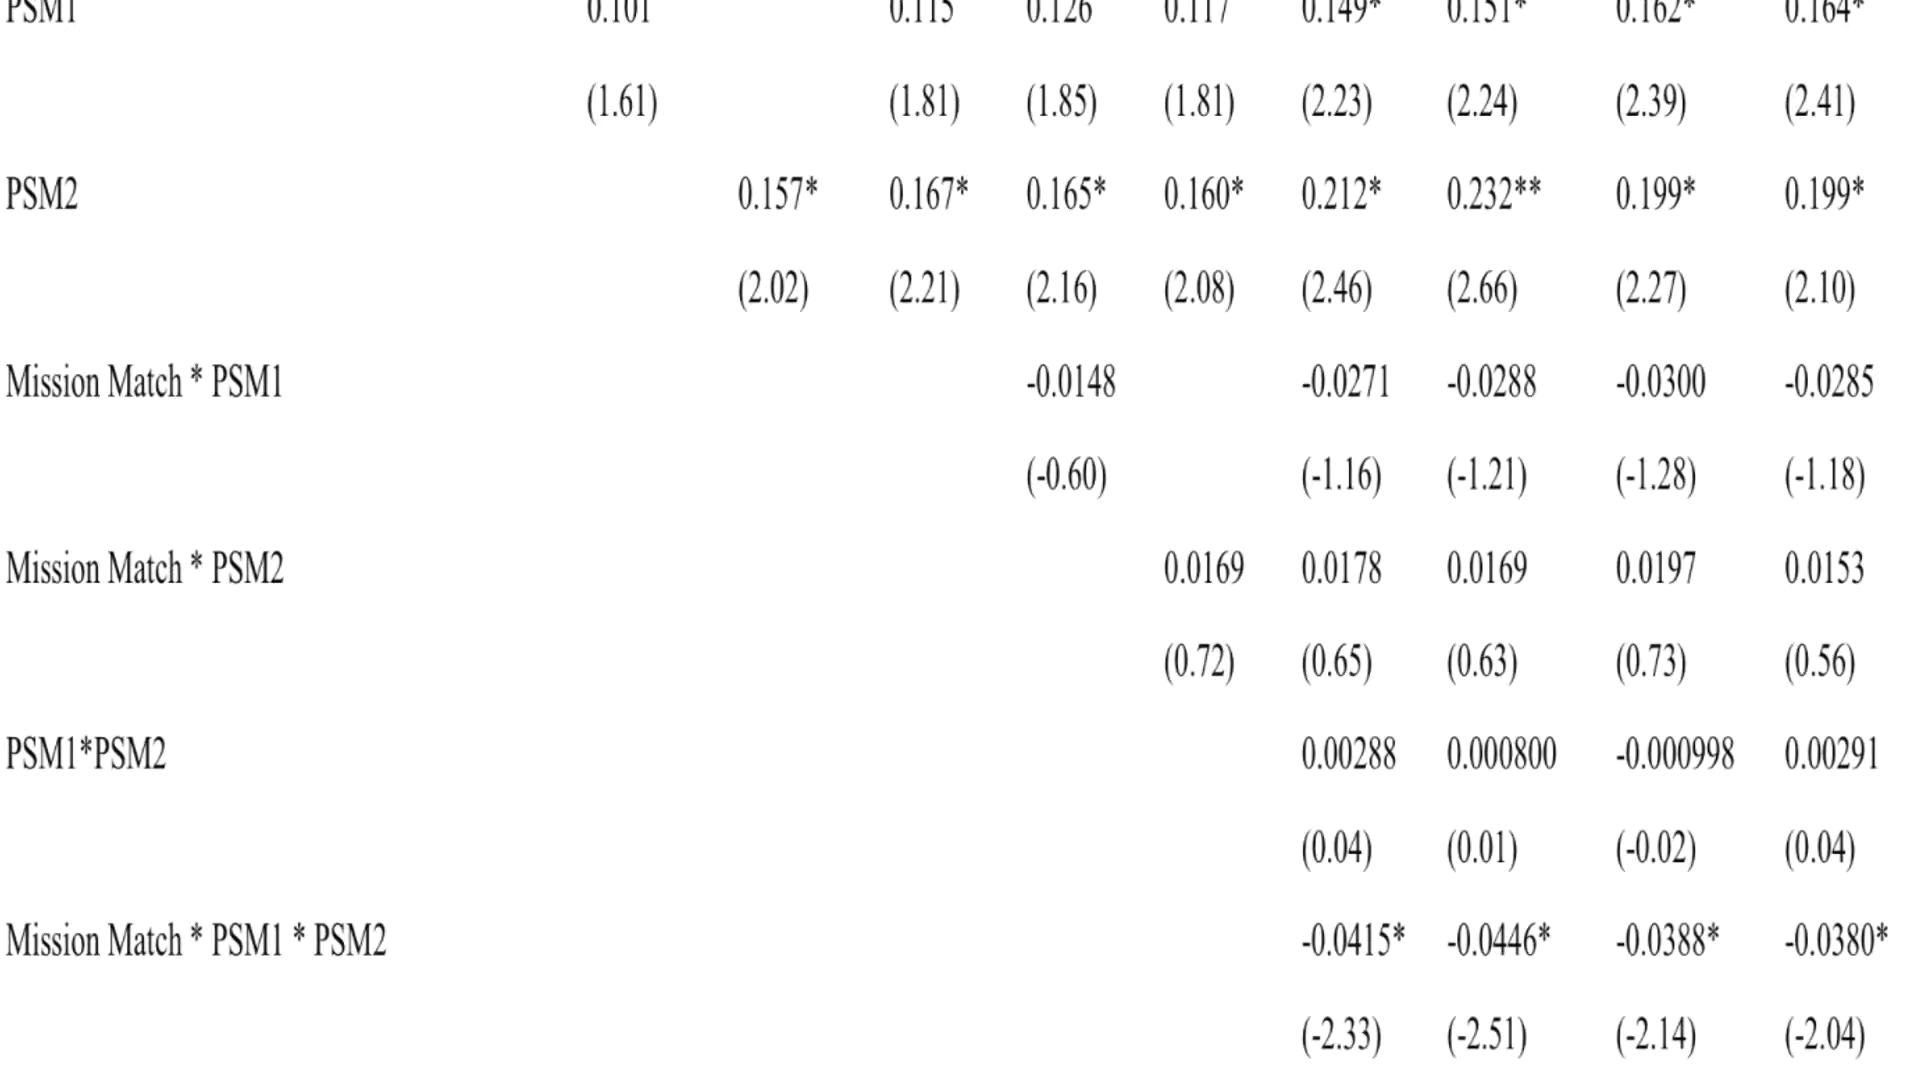 PSM1 0.101 0.115 0.126 0.117 0.149* 0.151* 0.162* 0.164*
(1.61) (1.81) (1.85) (1.81) (2.23) (2.24) (2.39) (2.41)
PSM2 0.157* 0.167* 0.165* 0.160* 0.212* 0.232** 0.199* 0.199*
(2.02) (2.21) (2.16) (2.08) (2.46) (2.66) (2.27) (2.10)
Mission Match * PSM1 -0.0148 -0.0271 -0.0288 -0.0300 -0.0285
(-0.60) (-1.16) (-1.21) (-1.28) (-1.18)
Mission Match * PSM2 0.0169 0.0178 0.0169 0.0197 0.0153
(0.72) (0.65) (0.63) (0.73) (0.56)
PSM1*PSM2 0.00288 0.000800 -0.000998 0.00291
(0.04) (0.01) (-0.02) (0.04)
Mission Match * PSM1 * PSM2 -0.0415* -0.0446* -0.0388* -0.0380*
(-2.33) (-2.51) (-2.14) (-2.04)